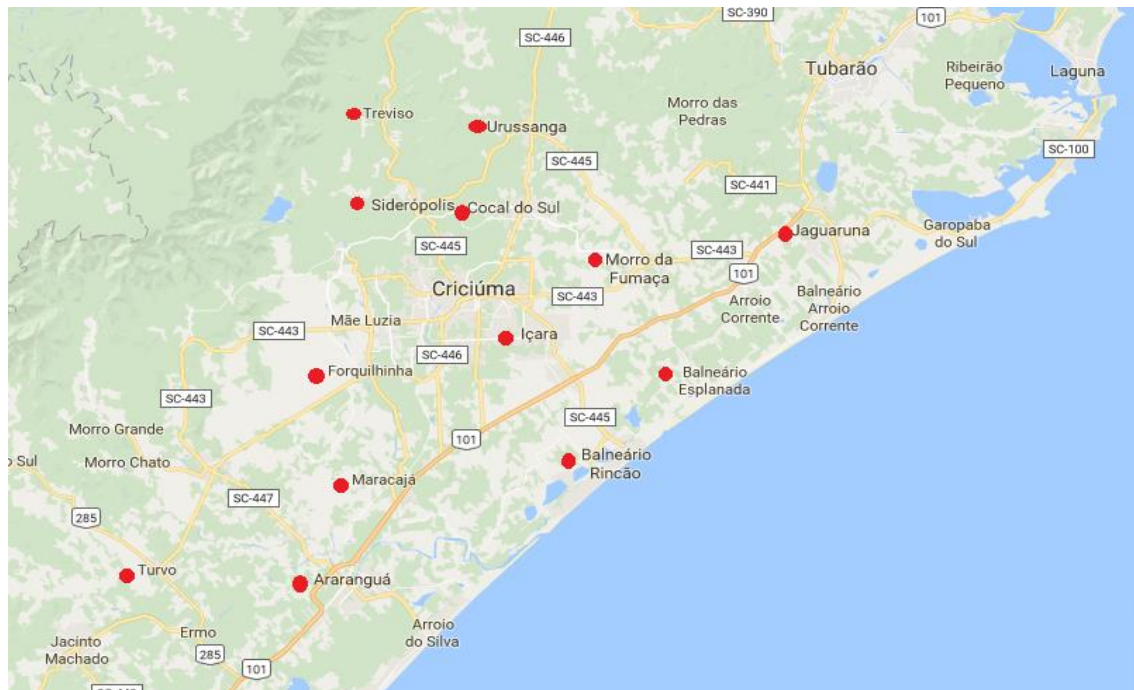 SC-390
101
SC-446
Tubarão
Ribeirão
Pequeno
Laguna
Treviso
Morro das
Pedras
Urussanga
SC-100
SC-445
SC-441
Siderópolis
Cocal do Sul
Garopaba
do Sul
Jaguaruna
SC-445
SC-443
Morro da
Fumaça
101
Criciúma
SC-443
Balneário
Arroio
Corrente
Arroio
Corrente
Mãe Luzia
SC-443
Içara
SC-446
Forquilhinha
Balneário
Esplanada
SC-443
SC-445
Morro Grande
101
Balneário
Rincão
o Sul
Morro Chato
Maracajá
SC-447
285
Turvo
Araranguá
Arroio
do Silva
Ermo
Jacinto
Machado
101